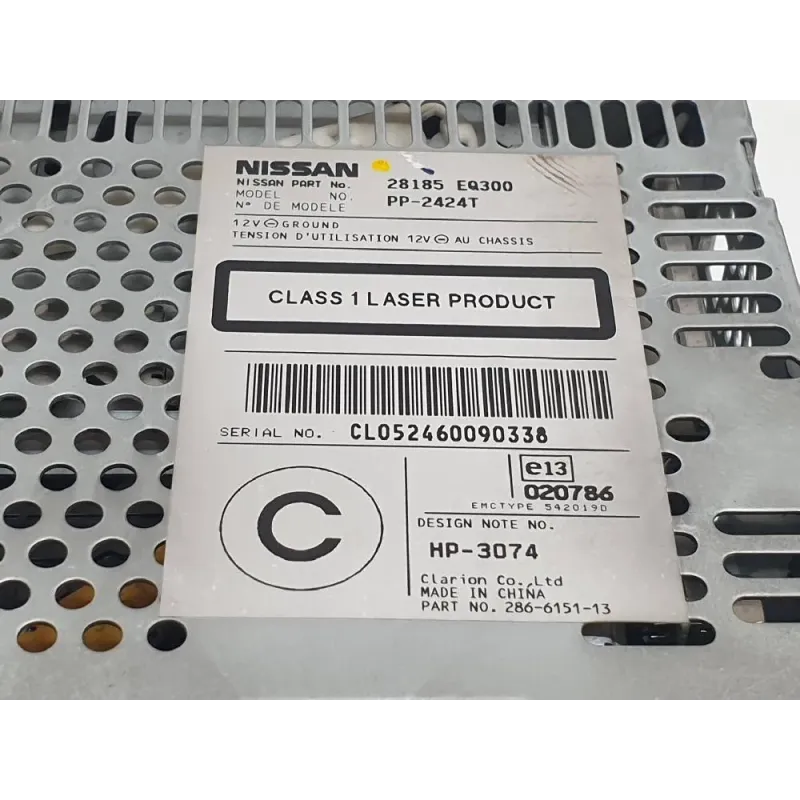 NISSAN
NISSAN PART No. 28185 EQ300
MODEL NO.
N° DE MODELE PP-2424T
12V ⊖ GROUND
TENSION D'UTILISATION 12V ⊖ AU CHASSIS
CLASS 1 LASER PRODUCT
SERIAL NO. CL052460090338
C
e13
020786
EMCTYPE 542019D
DESIGN NOTE NO.
HP-3074
Clarion Co., Ltd
MADE IN CHINA
PART NO. 286-6151-13